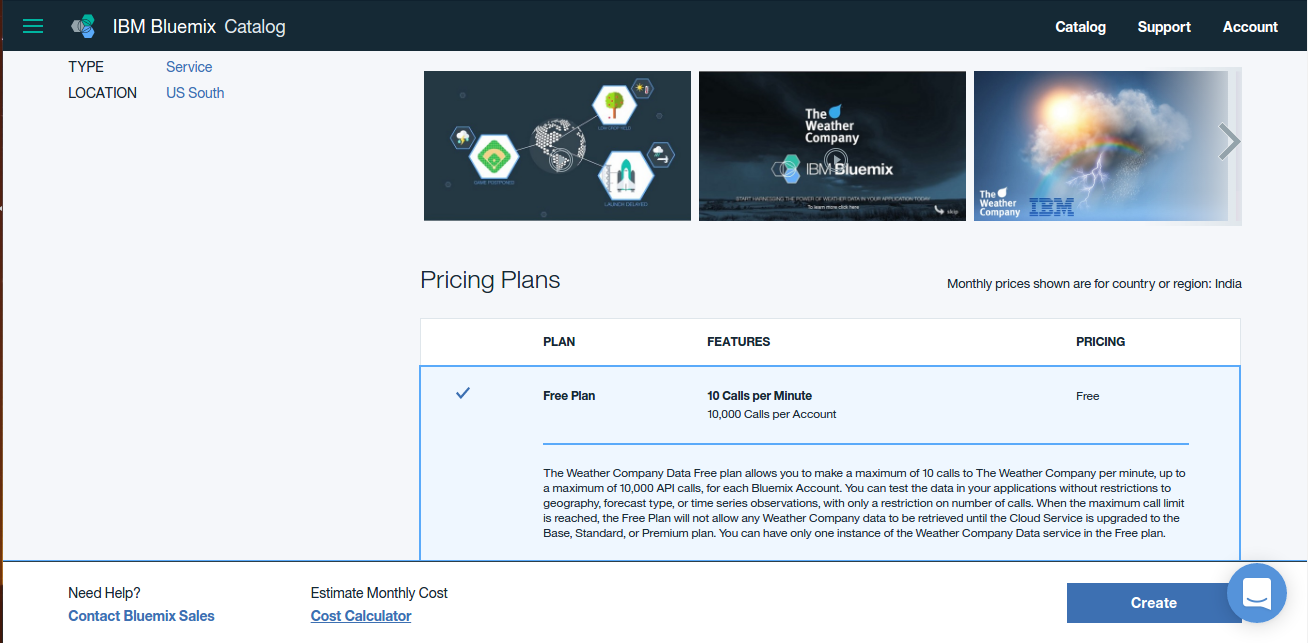 IBM Bluemix Catalog
Catalog Support Account
TYPE Service
LOCATION US South
LOW CROP YIELD
GAME POSTPONED
LAUNCH DELAYED
The
Weather
Company
IBM Bluemix
START HARNESSING THE POWER OF WEATHER DATA IN YOUR APPLICATION TODAY
To learn more click here
skip
The
Weather
Company
IBM
Pricing Plans
Monthly prices shown are for country or region: India
PLAN FEATURES PRICING
Free Plan 10 Calls per Minute Free
10,000 Calls per Account
The Weather Company Data Free plan allows you to make a maximum of 10 calls to The Weather Company per minute, up to
a maximum of 10,000 API calls, for each Bluemix Account. You can test the data in your applications without restrictions to
geography, forecast type, or time series observations, with only a restriction on number of calls. When the maximum call limit
is reached, the Free Plan will not allow any Weather Company data to be retrieved until the Cloud Service is upgraded to the
Base, Standard, or Premium plan. You can have only one instance of the Weather Company Data service in the Free plan.
Need Help?
Contact Bluemix Sales
Estimate Monthly Cost
Cost Calculator
Create